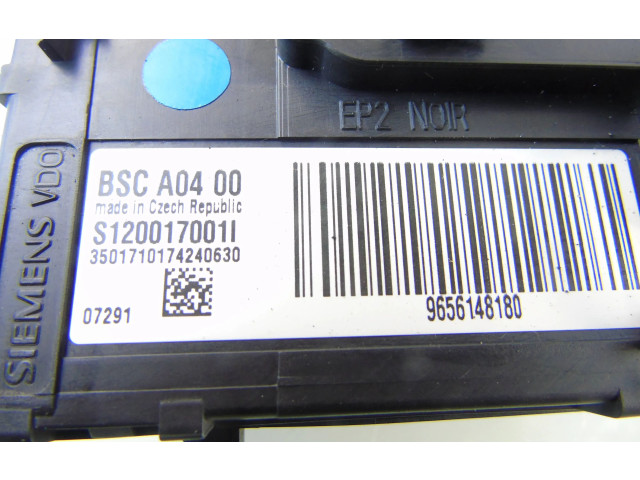 EP2 NOIR
SIEMENS VDO
BSC A04 00
made in Czech Republic
S120017001I
3501710174240630
07291
9656148180